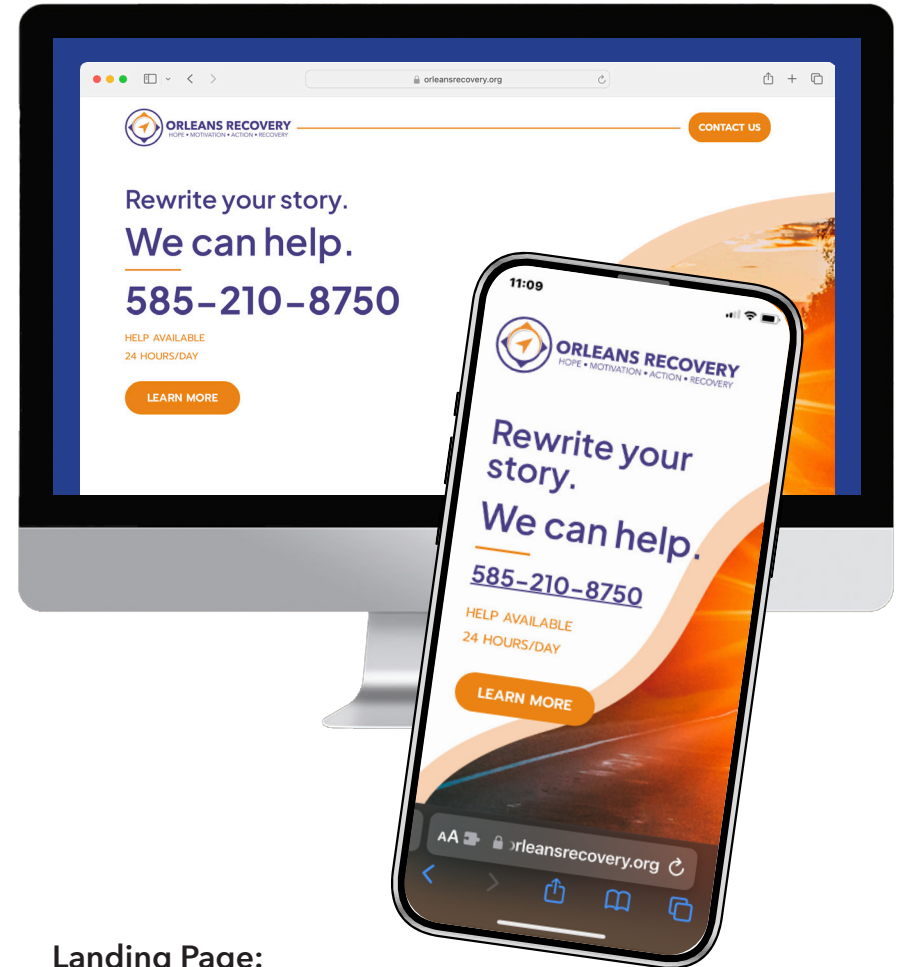 orleansrecovery.org
ORLEANS RECOVERY
HOPE • MOTIVATION • ACTION • RECOVERY
CONTACT US
Rewrite your story.
We can help.
585-210-8750
HELP AVAILABLE
24 HOURS/DAY
LEARN MORE
11:09
ORLEANS RECOVERY
HOPE • MOTIVATION • ACTION • RECOVERY
Rewrite your
story.
We can help.
585-210-8750
HELP AVAILABLE
24 HOURS/DAY
LEARN MORE
AA rleansrecovery.org
Landing Page: